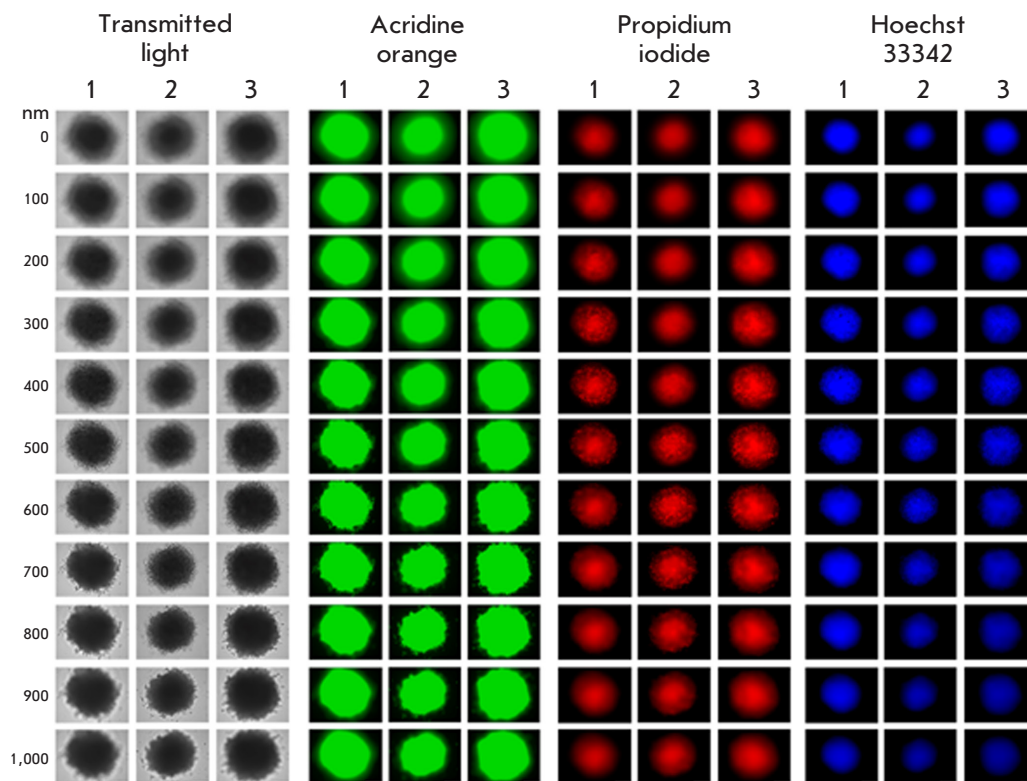 Transmitted
light
Acridine
orange
Propidium
iodide
Hoechst
33342
1 2 3 1 2 3 1 2 3 1 2 3
nm
0
100
200
300
400
500
600
700
800
900
1,000